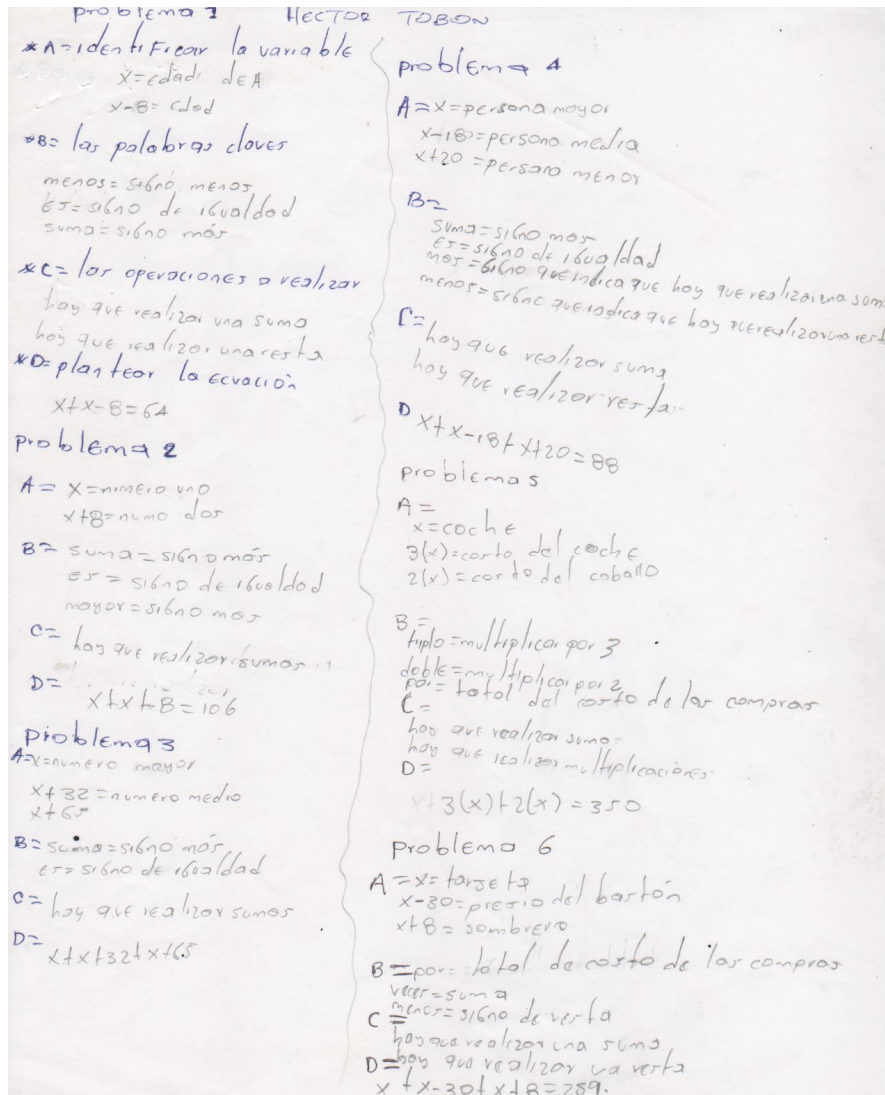 problema 1 HECTOR TOBON
*A=identificar la variable
x=edad de A
x-8= edad
*B= las palabras claves
menos= signo menos
es= signo de igualdad
suma= signo más
*C= las operaciones a realizar
hay que realizar una suma
hay que realizar una resta
*D= plantear la ecuación
x+x-8=64
problema 2
A= x=numero uno
x+8=numo dos
B= suma= signo más
es= signo de igualdad
mayor= signo mas
C=
hay que realizar sumas
D=
x+x+8=106
problema 3
A=x=numero mayor
x+32=numero medio
x+65
B= suma=signo más
es= signo de igualdad
C=
hay que realizar sumas
D=
x+x+32+x+65
problema 4
A=x=persona mayor
x-18=persona media
x+20=persona menor
B=
suma=signo mas
es=signo de igualdad
mas=signo que indica que hay que realizar una suma
menos=signo que indica que hay que realizar una rest
C=
hay que realizar suma
hay que realizar resta
D
x+x-18+x+20=88
problema 5
A=
x=coche
3(x)=costo del coche
2(x)=costo del caballo
B=
triplo=multiplicar por 3
doble=multiplicar por 2
por= total del costo de las compras
C=
hay que realizar sumas
hay que realizar multiplicaciones
D=
x+3(x)+2(x)=350
problema 6
A=x=tarjeta
x-30=presio del bastón
x+8=sombrero
B=por= total de costo de las compras
veces=suma
menos=signo de resta
C=
hay que realizar una suma
D=hay que realizar una resta
x+x-30+x+8=259.